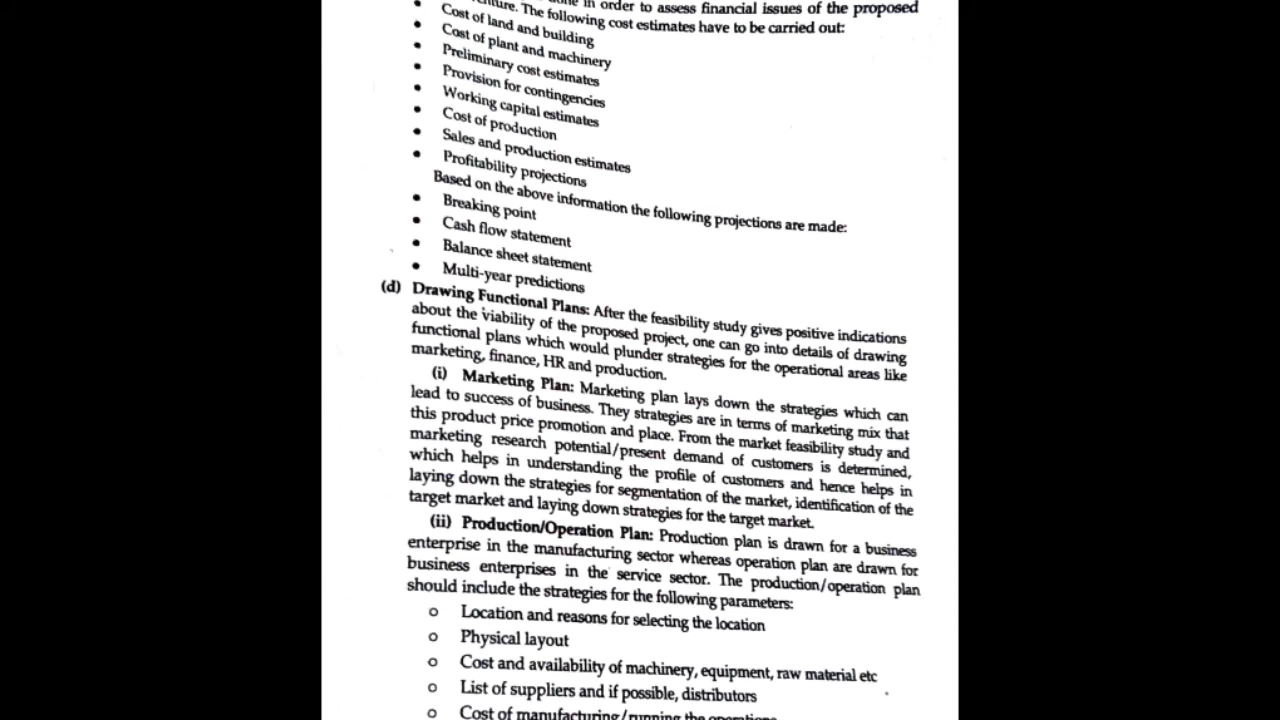 in order to assess financial issues of the proposed
The following cost estimates have to be carried out:
• Cost of land and building
• Cost of plant and machinery
• Preliminary cost estimates
• Provision for contingencies
• Working capital estimates
• Cost of production
• Sales and production estimates
• Profitability projections
Based on the above information the following projections are made:
• Breaking point
• Cash flow statement
• Balance sheet statement
• Multi-year predictions
(d) Drawing Functional Plans: After the feasibility study gives positive indications
about the viability of the proposed project, one can go into details of drawing
functional plans which would plunder strategies for the operational areas like
marketing, finance, HR and production.
(i) Marketing Plan: Marketing plan lays down the strategies which can
lead to success of business. They strategies are in terms of marketing mix that
this product price promotion and place. From the market feasibility study and
marketing research potential/present demand of customers is determined,
which helps in understanding the profile of customers and hence helps in
laying down the strategies for segmentation of the market, identification of the
target market and laying down strategies for the target market.
(ii) Production/Operation Plan: Production plan is drawn for a business
enterprise in the manufacturing sector whereas operation plan are drawn for
business enterprises in the service sector. The production/operation plan
should include the strategies for the following parameters:
o Location and reasons for selecting the location
o Physical layout
o Cost and availability of machinery, equipment, raw material etc
o List of suppliers and if possible, distributors
o Cost of manufacturing/running the operations